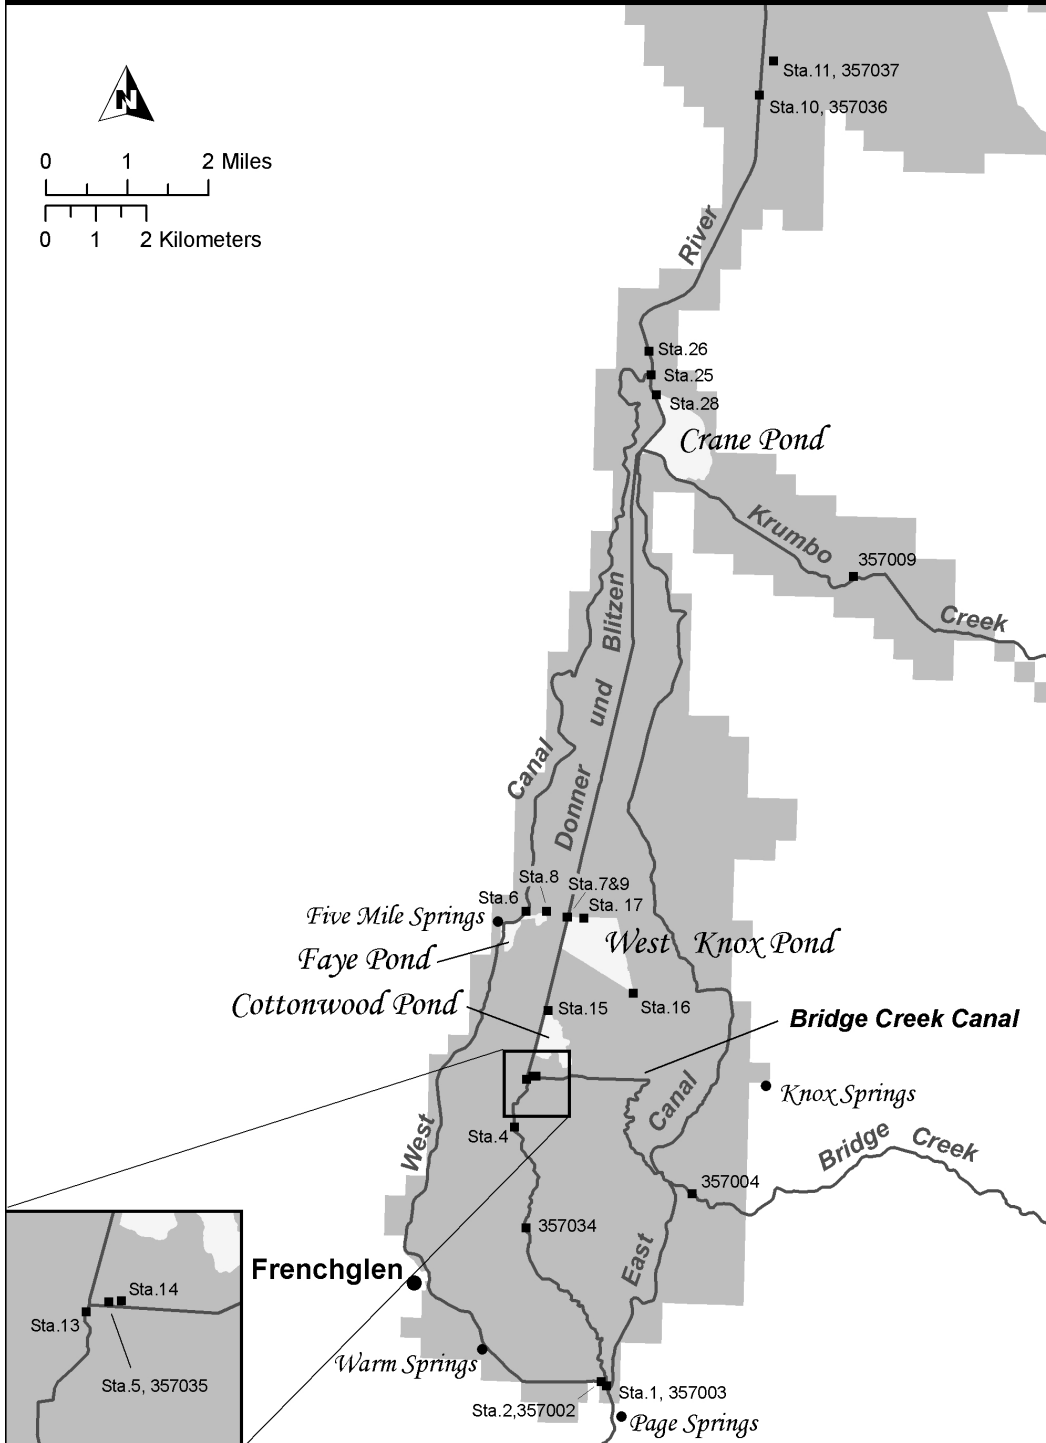 Sta.11, 357037
Sta.10, 357036
N
0 1 2 Miles
0 1 2 Kilometers
River
Sta.26
Sta.25
Sta.28
Crane Pond
Krumbo
357009
Creek
Blitzen
und
Donner
Canal
Sta.8
Sta.7&9
Sta.6
Sta. 17
Five Mile Springs
West Knox Pond
Faye Pond
Cottonwood Pond
Sta.15
Sta.16
Bridge Creek Canal
Knox Springs
Canal
Sta.4
West
Bridge Creek
357004
357034
East
Frenchglen
Sta.14
Sta.13
Sta.5, 357035
Warm Springs
Sta.1, 357003
Sta.2,357002
Page Springs